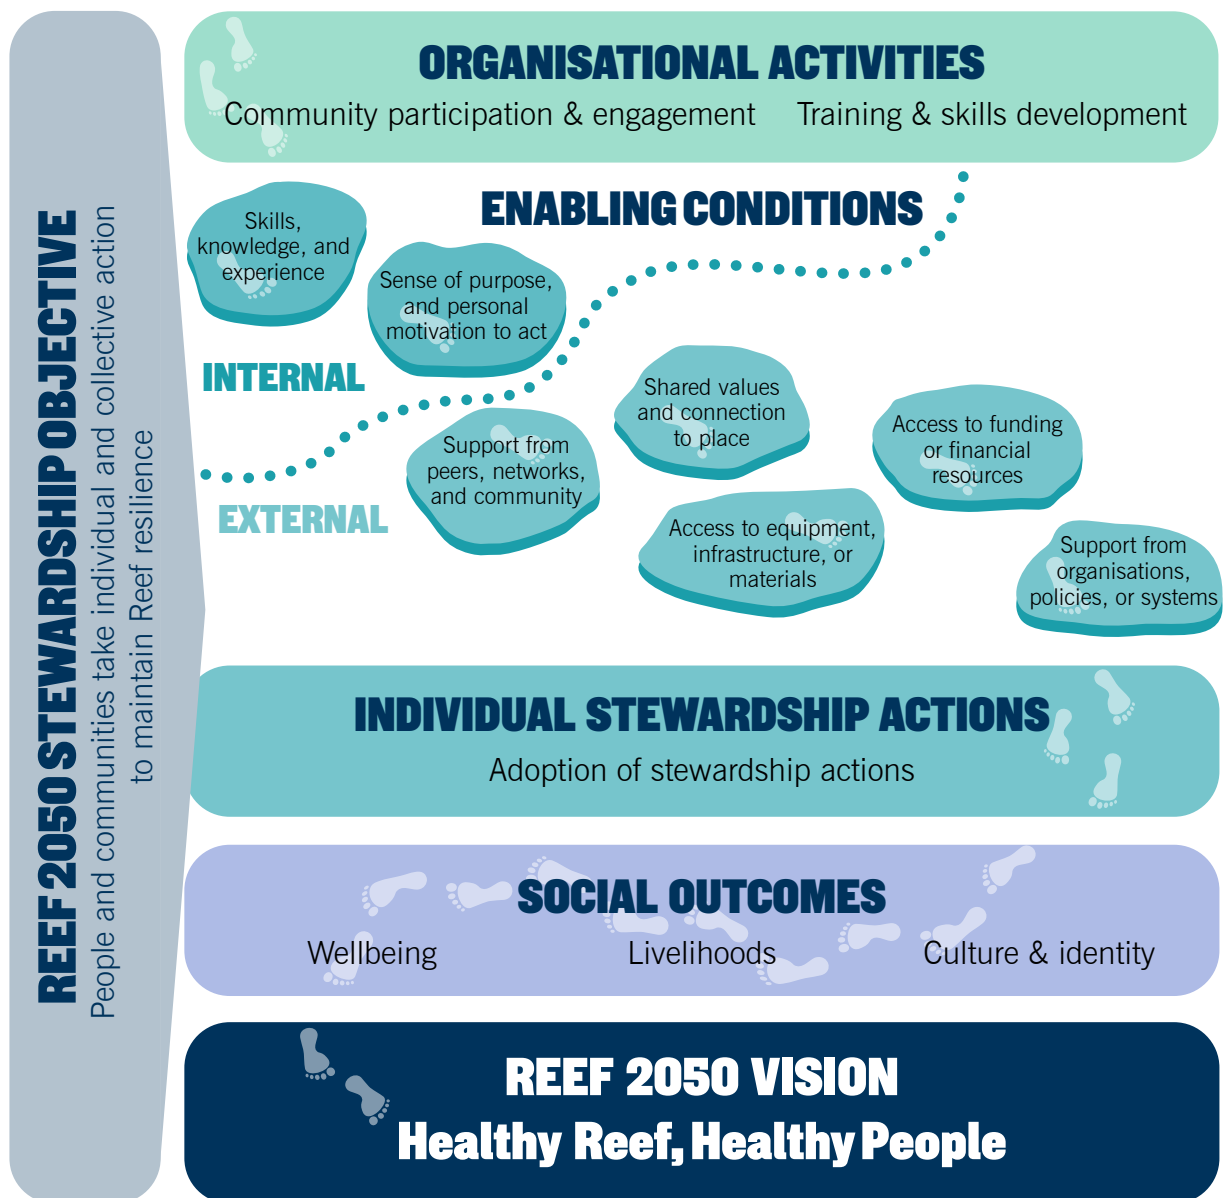 REEF 2050 STEWARDSHIP OBJECTIVE
People and communities take individual and collective action
to maintain Reef resilience
ORGANISATIONAL ACTIVITIES
Community participation & engagement
Training & skills development
ENABLING CONDITIONS
Skills,
knowledge, and
experience
Sense of purpose,
and personal
motivation to act
INTERNAL
EXTERNAL
Support from
peers, networks,
and community
Shared values
and connection
to place
Access to equipment,
infrastructure, or
materials
Access to funding
or financial
resources
Support from
organisations,
policies, or systems
INDIVIDUAL STEWARDSHIP ACTIONS
Adoption of stewardship actions
SOCIAL OUTCOMES
Wellbeing
Livelihoods
Culture & identity
REEF 2050 VISION
Healthy Reef, Healthy People